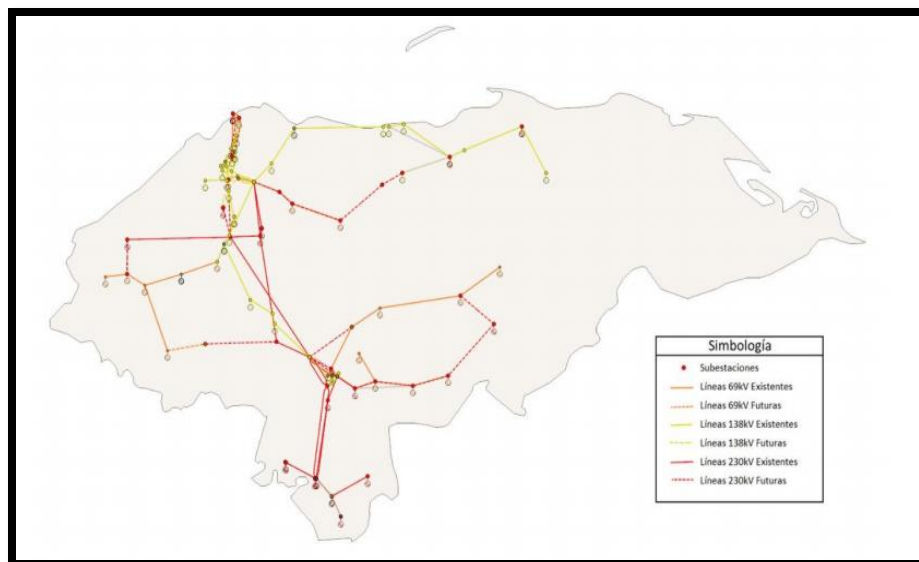 Simbología
Subestaciones
Líneas 69kV Existentes
Líneas 69kV Futuras
Líneas 138kV Existentes
Líneas 138kV Futuras
Líneas 230kV Existentes
Líneas 230kV Futuras